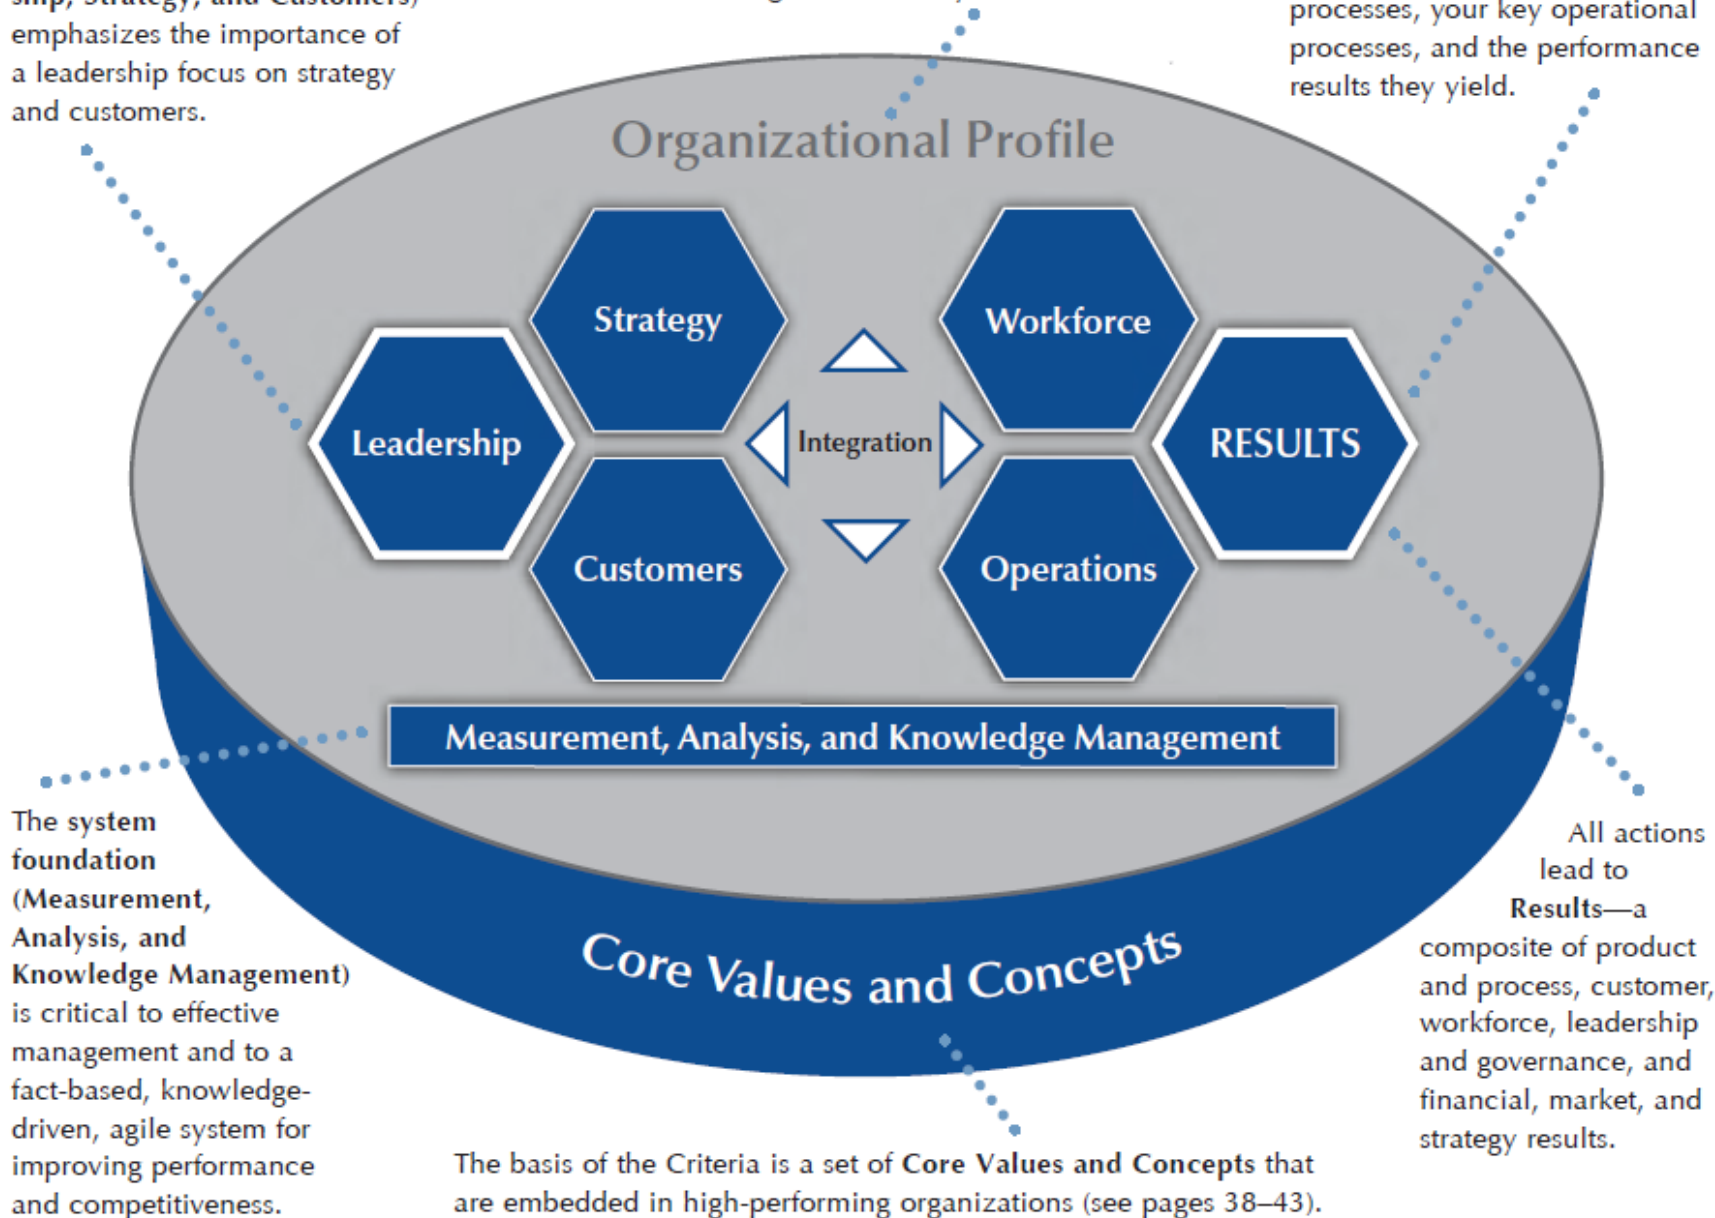 ship, Strategy, and Customers)
emphasizes the importance of
a leadership focus on strategy
and customers.
processes, your key operational
processes, and the performance
results they yield.
Organizational Profile
Strategy
Workforce
Leadership
Integration
RESULTS
Customers
Operations
Measurement, Analysis, and Knowledge Management
Core Values and Concepts
The system
foundation
(Measurement,
Analysis, and
Knowledge Management)
is critical to effective
management and to a
fact-based, knowledge-
driven, agile system for
improving performance
and competitiveness.
All actions
lead to
Results—a
composite of product
and process, customer,
workforce, leadership
and governance, and
financial, market, and
strategy results.
The basis of the Criteria is a set of Core Values and Concepts that
are embedded in high-performing organizations (see pages 38–43).